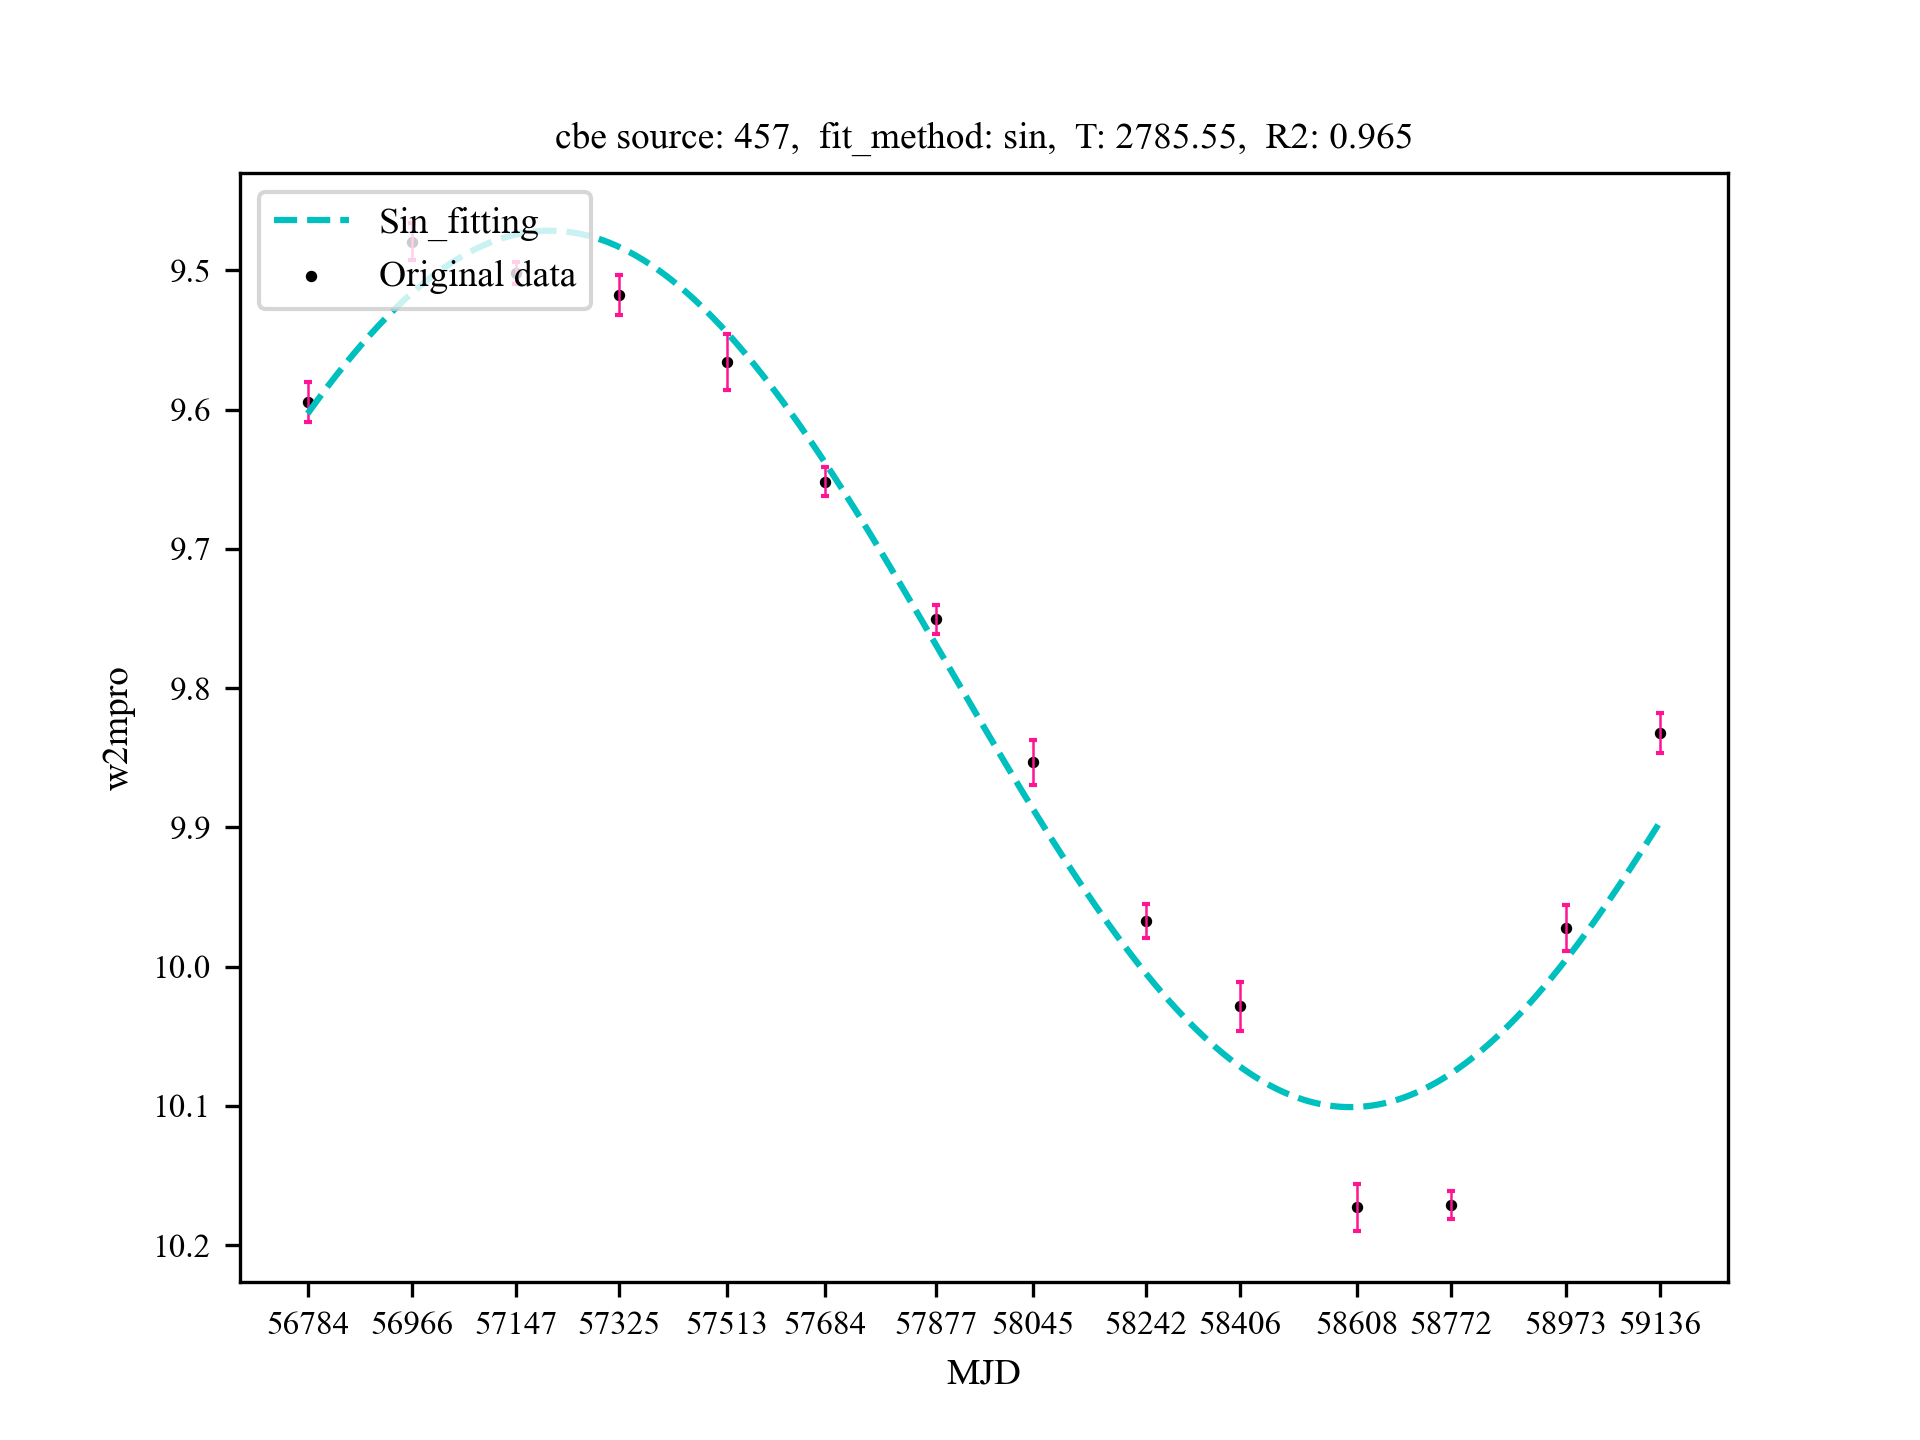 cbe source: 457,  fit_method: sin,  T: 2785.55,  R2: 0.965
Sin_fitting
Original data
9.5
9.6
9.7
9.8
9.9
10.0
10.1
10.2
w2mpro
56784 56966 57147 57325 57513 57684 57877 58045 58242 58406 58608 58772 58973 59136
MJD